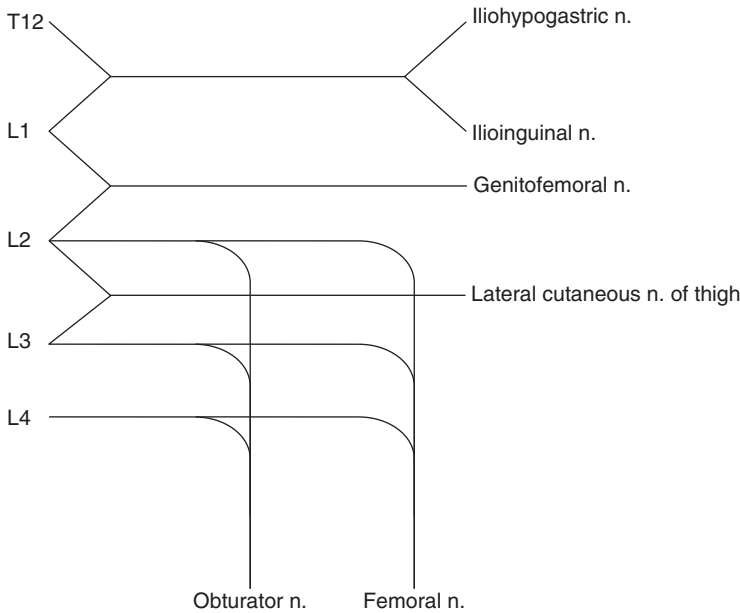 T12
Iliohypogastric n.
L1
Ilioinguinal n.
Genitofemoral n.
L2
Lateral cutaneous n. of thigh
L3
L4
Obturator n.
Femoral n.